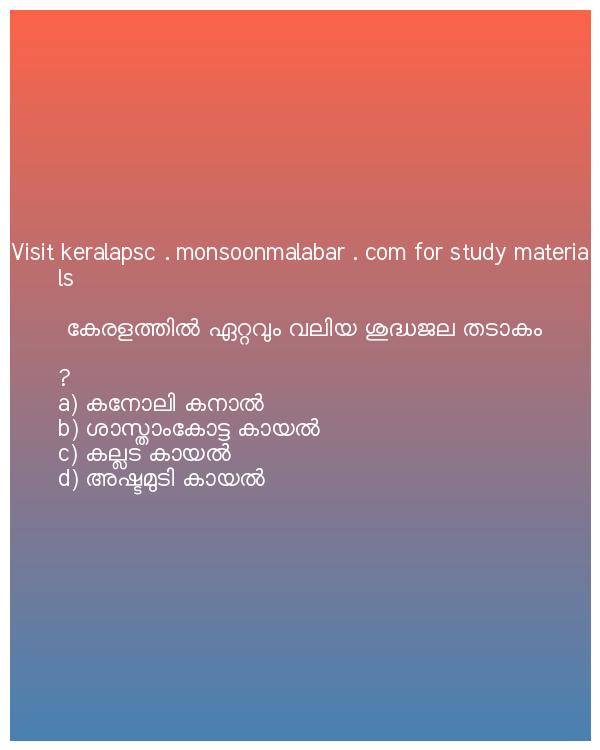 Visit keralapsc . monsoonmalabar . com for study materia
ls
കേരളത്തിൽ ഏറ്റവും വലിയ ശുദ്ധജല തടാകം
?
a) കനോലി കനാൽ
b) ശാസ്താംകോട്ട കായൽ
c) കല്ലട കായൽ
d) അഷ്ടമുടി കായൽ